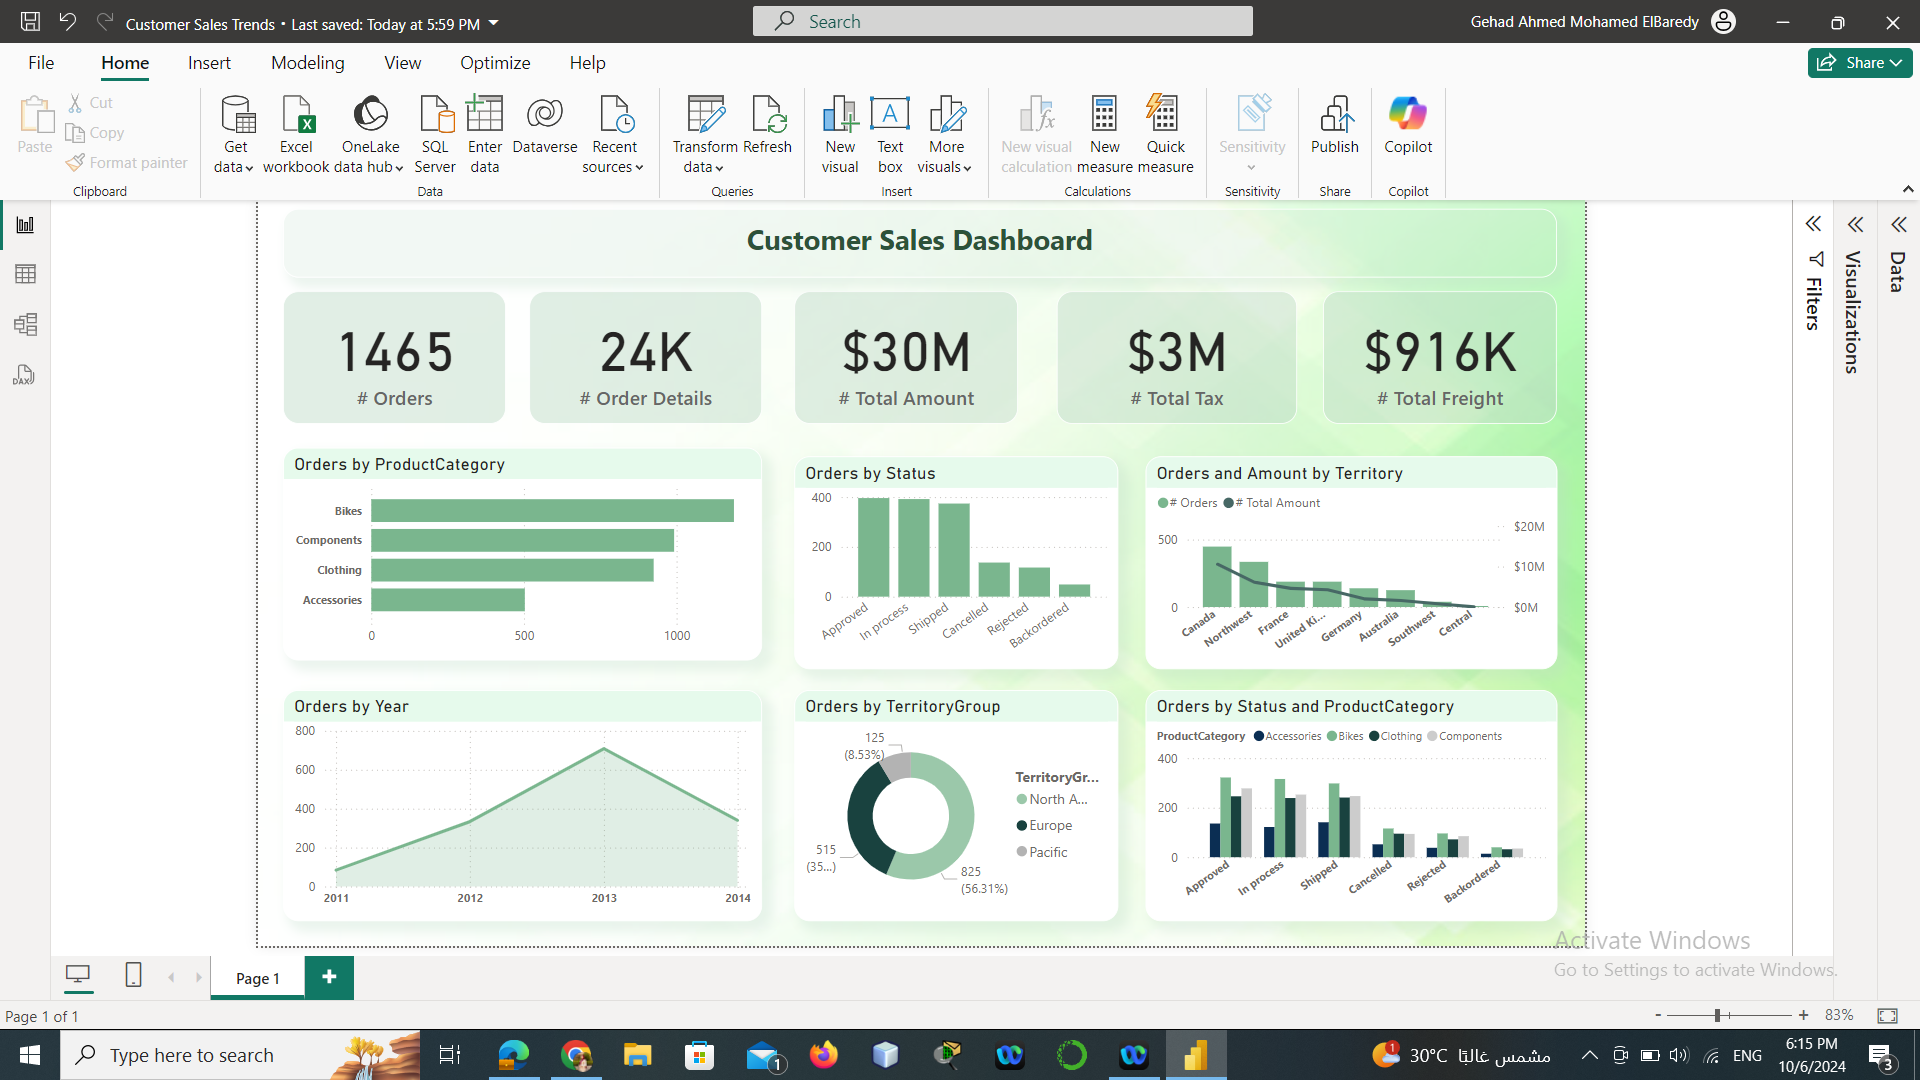 Customer Sales Trends • Last saved: Today at 5:59 PM
Search
Gehad Ahmed Mohamed ElBaredy
File Home Insert Modeling View Optimize Help
Share
Paste
Cut
Copy
Format painter
Clipboard
Get data
Excel workbook
OneLake data hub
SQL Server
Enter data
Dataverse
Recent sources
Data
Transform data
Refresh
Queries
New visual
Text box
More visuals
Insert
New visual calculation
New measure
Quick measure
Calculations
Sensitivity
Sensitivity
Publish
Share
Copilot
Copilot
Customer Sales Dashboard
1465
# Orders
24K
# Order Details
$30M
# Total Amount
$3M
# Total Tax
$916K
# Total Freight
Orders by ProductCategory
Bikes
Components
Clothing
Accessories
0 500 1000
Orders by Status
400
200
0
Approved In process Shipped Cancelled Rejected Backordered
Orders and Amount by Territory
# Orders # Total Amount
500
0
$20M
$10M
$0M
Canada Northwest France United Ki... Germany Australia Southwest Central
Orders by Year
800
600
400
200
0
2011 2012 2013 2014
Orders by TerritoryGroup
125
(8.53%)
515
(35...)
825
(56.31%)
TerritoryGr...
North A...
Europe
Pacific
Orders by Status and ProductCategory
ProductCategory Accessories Bikes Clothing Components
400
200
0
Approved In process Shipped Cancelled Rejected Backordered
Filters
Visualizations
Data
DAX
Activate Windows
Go to Settings to activate Windows.
Page 1
+
Page 1 of 1
- + 83%
Type here to search
1
1
30°C مشمس غالبًا
ENG
6:15 PM
10/6/2024
3